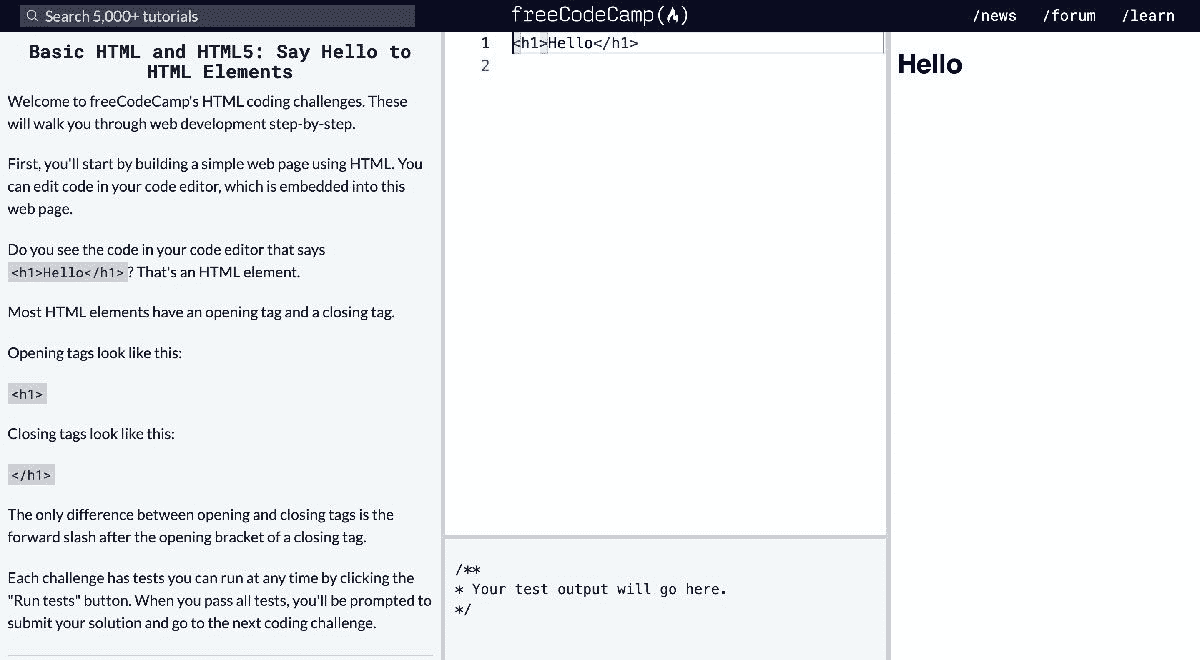 Search 5,000+ tutorials
freeCodeCamp
/news /forum /learn
Basic HTML and HTML5: Say Hello to
HTML Elements
Welcome to freeCodeCamp's HTML coding challenges. These
will walk you through web development step-by-step.
First, you'll start by building a simple web page using HTML. You
can edit code in your code editor, which is embedded into this
web page.
Do you see the code in your code editor that says
<h1>Hello</h1>? That's an HTML element.
Most HTML elements have an opening tag and a closing tag.
Opening tags look like this:
<h1>
Closing tags look like this:
</h1>
The only difference between opening and closing tags is the
forward slash after the opening bracket of a closing tag.
Each challenge has tests you can run at any time by clicking the
"Run tests" button. When you pass all tests, you'll be prompted to
submit your solution and go to the next coding challenge.
1 <h1>Hello</h1>
2
/**
* Your test output will go here.
*/
Hello